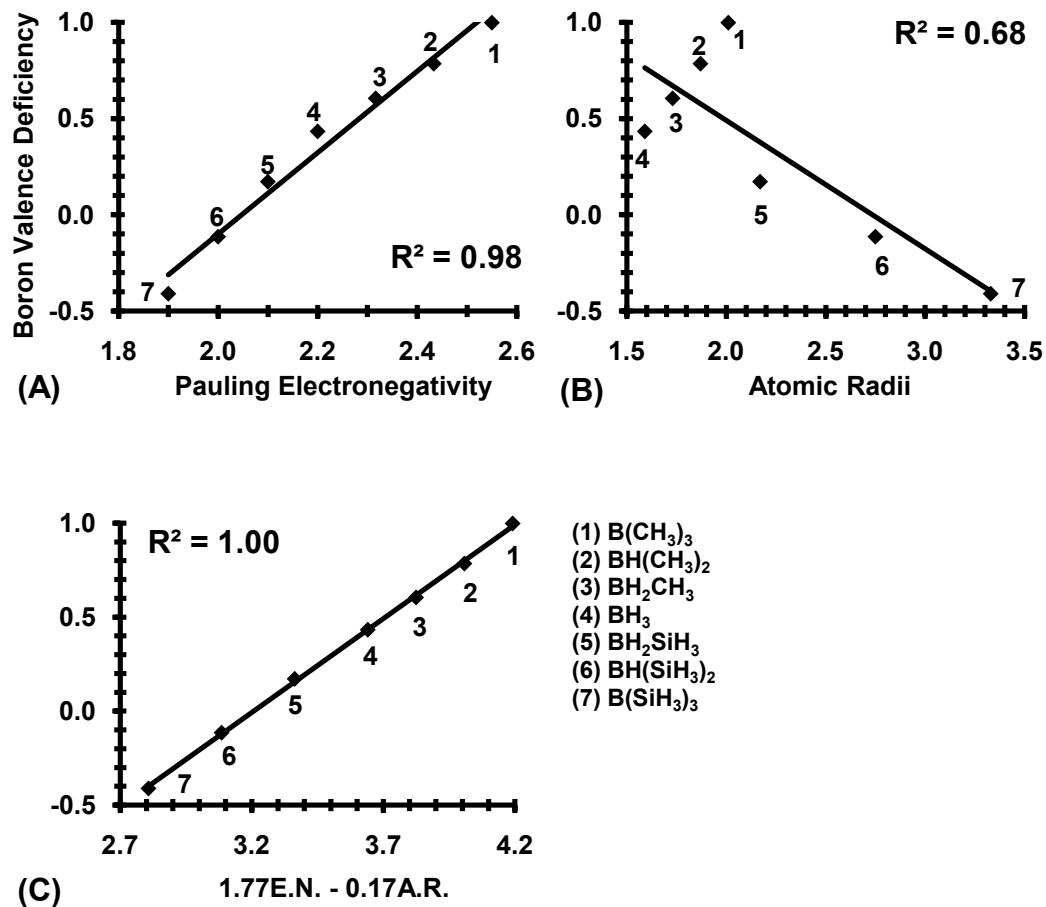 Boron Valence Deficiency
1.0
0.5
0.0
-0.5
1.8 2.0 2.2 2.4 2.6
1
2
3
4
5
6
7
R² = 0.98
(A) Pauling Electronegativity
1.0
0.5
0.0
-0.5
1.5 2.0 2.5 3.0 3.5
R² = 0.68
1
2
3
4
5
6
7
(B) Atomic Radii
1.0
0.5
0.0
-0.5
2.7 3.2 3.7 4.2
R² = 1.00
1
2
3
4
5
6
7
(C) 1.77E.N. - 0.17A.R.
(1) B(CH₃)₃
(2) BH(CH₃)₂
(3) BH₂CH₃
(4) BH₃
(5) BH₂SiH₃
(6) BH(SiH₃)₂
(7) B(SiH₃)₃